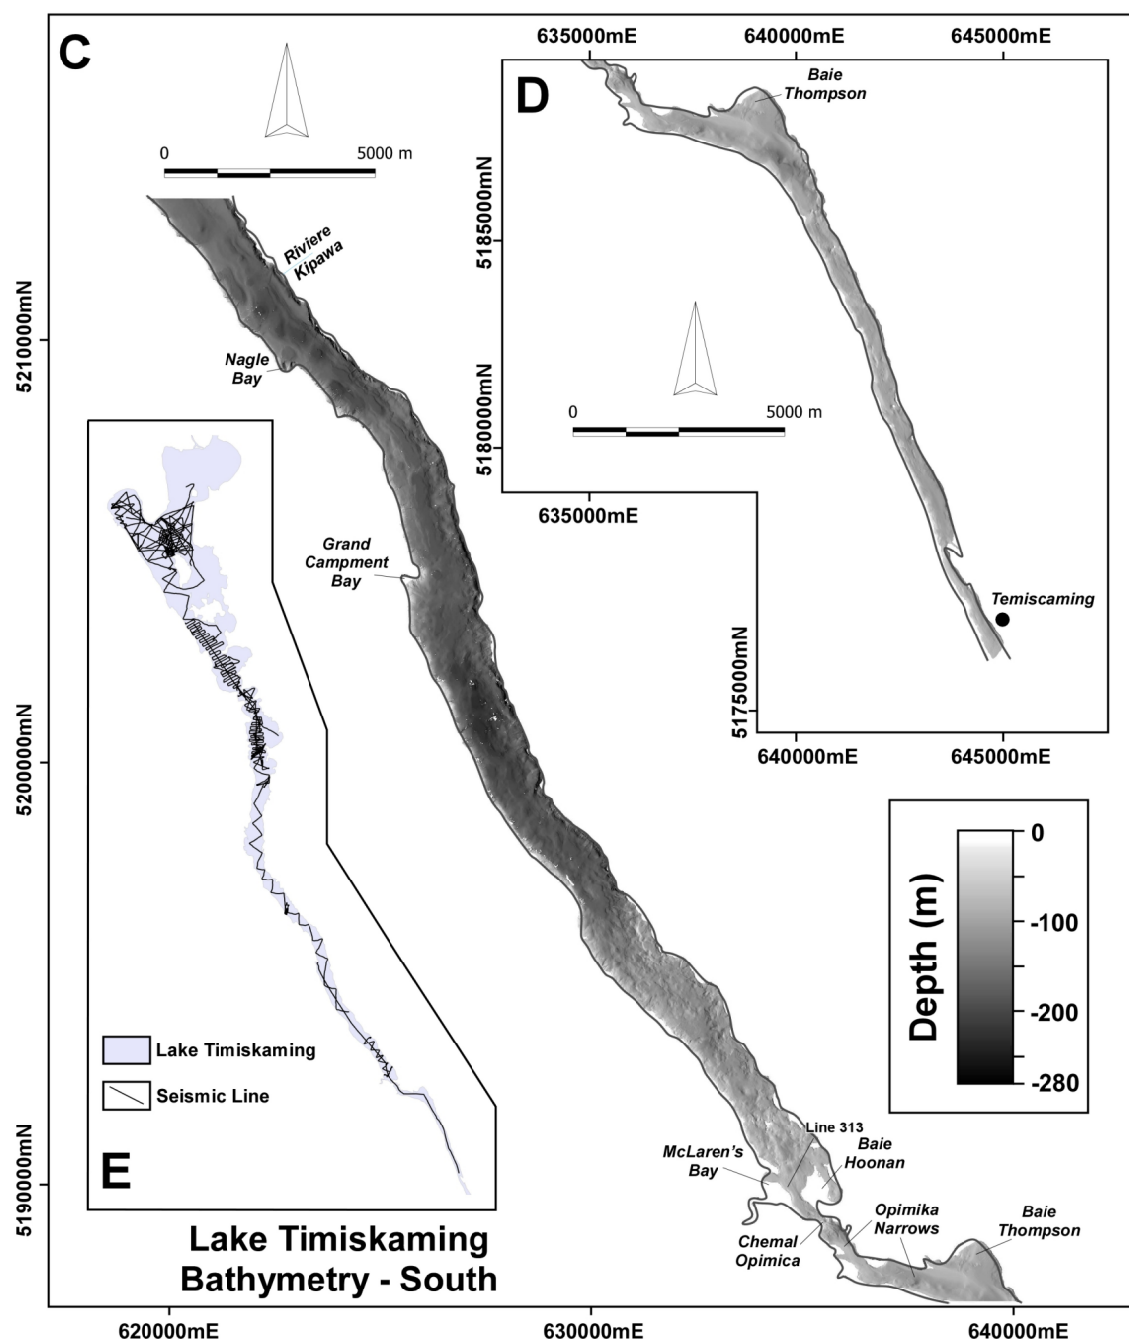 C
0
5000 m
635000mE
640000mE
645000mE
D
Baie
Thompson
5185000mN
0
5000 m
5180000mN
635000mE
Temiscaming
5175000mN
640000mE
645000mE
Riviere
Kipawa
5210000mN
Nagle
Bay
Grand
Campment
Bay
5200000mN
Depth (m)
0
-100
-200
-280
Lake Timiskaming
Seismic Line
E
Line 313
McLaren's
Bay
Baie
Hoonan
Opimika
Narrows
Baie
Thompson
Chemal
Opimica
5190000mN
Lake Timiskaming
Bathymetry - South
620000mE
630000mE
640000mE